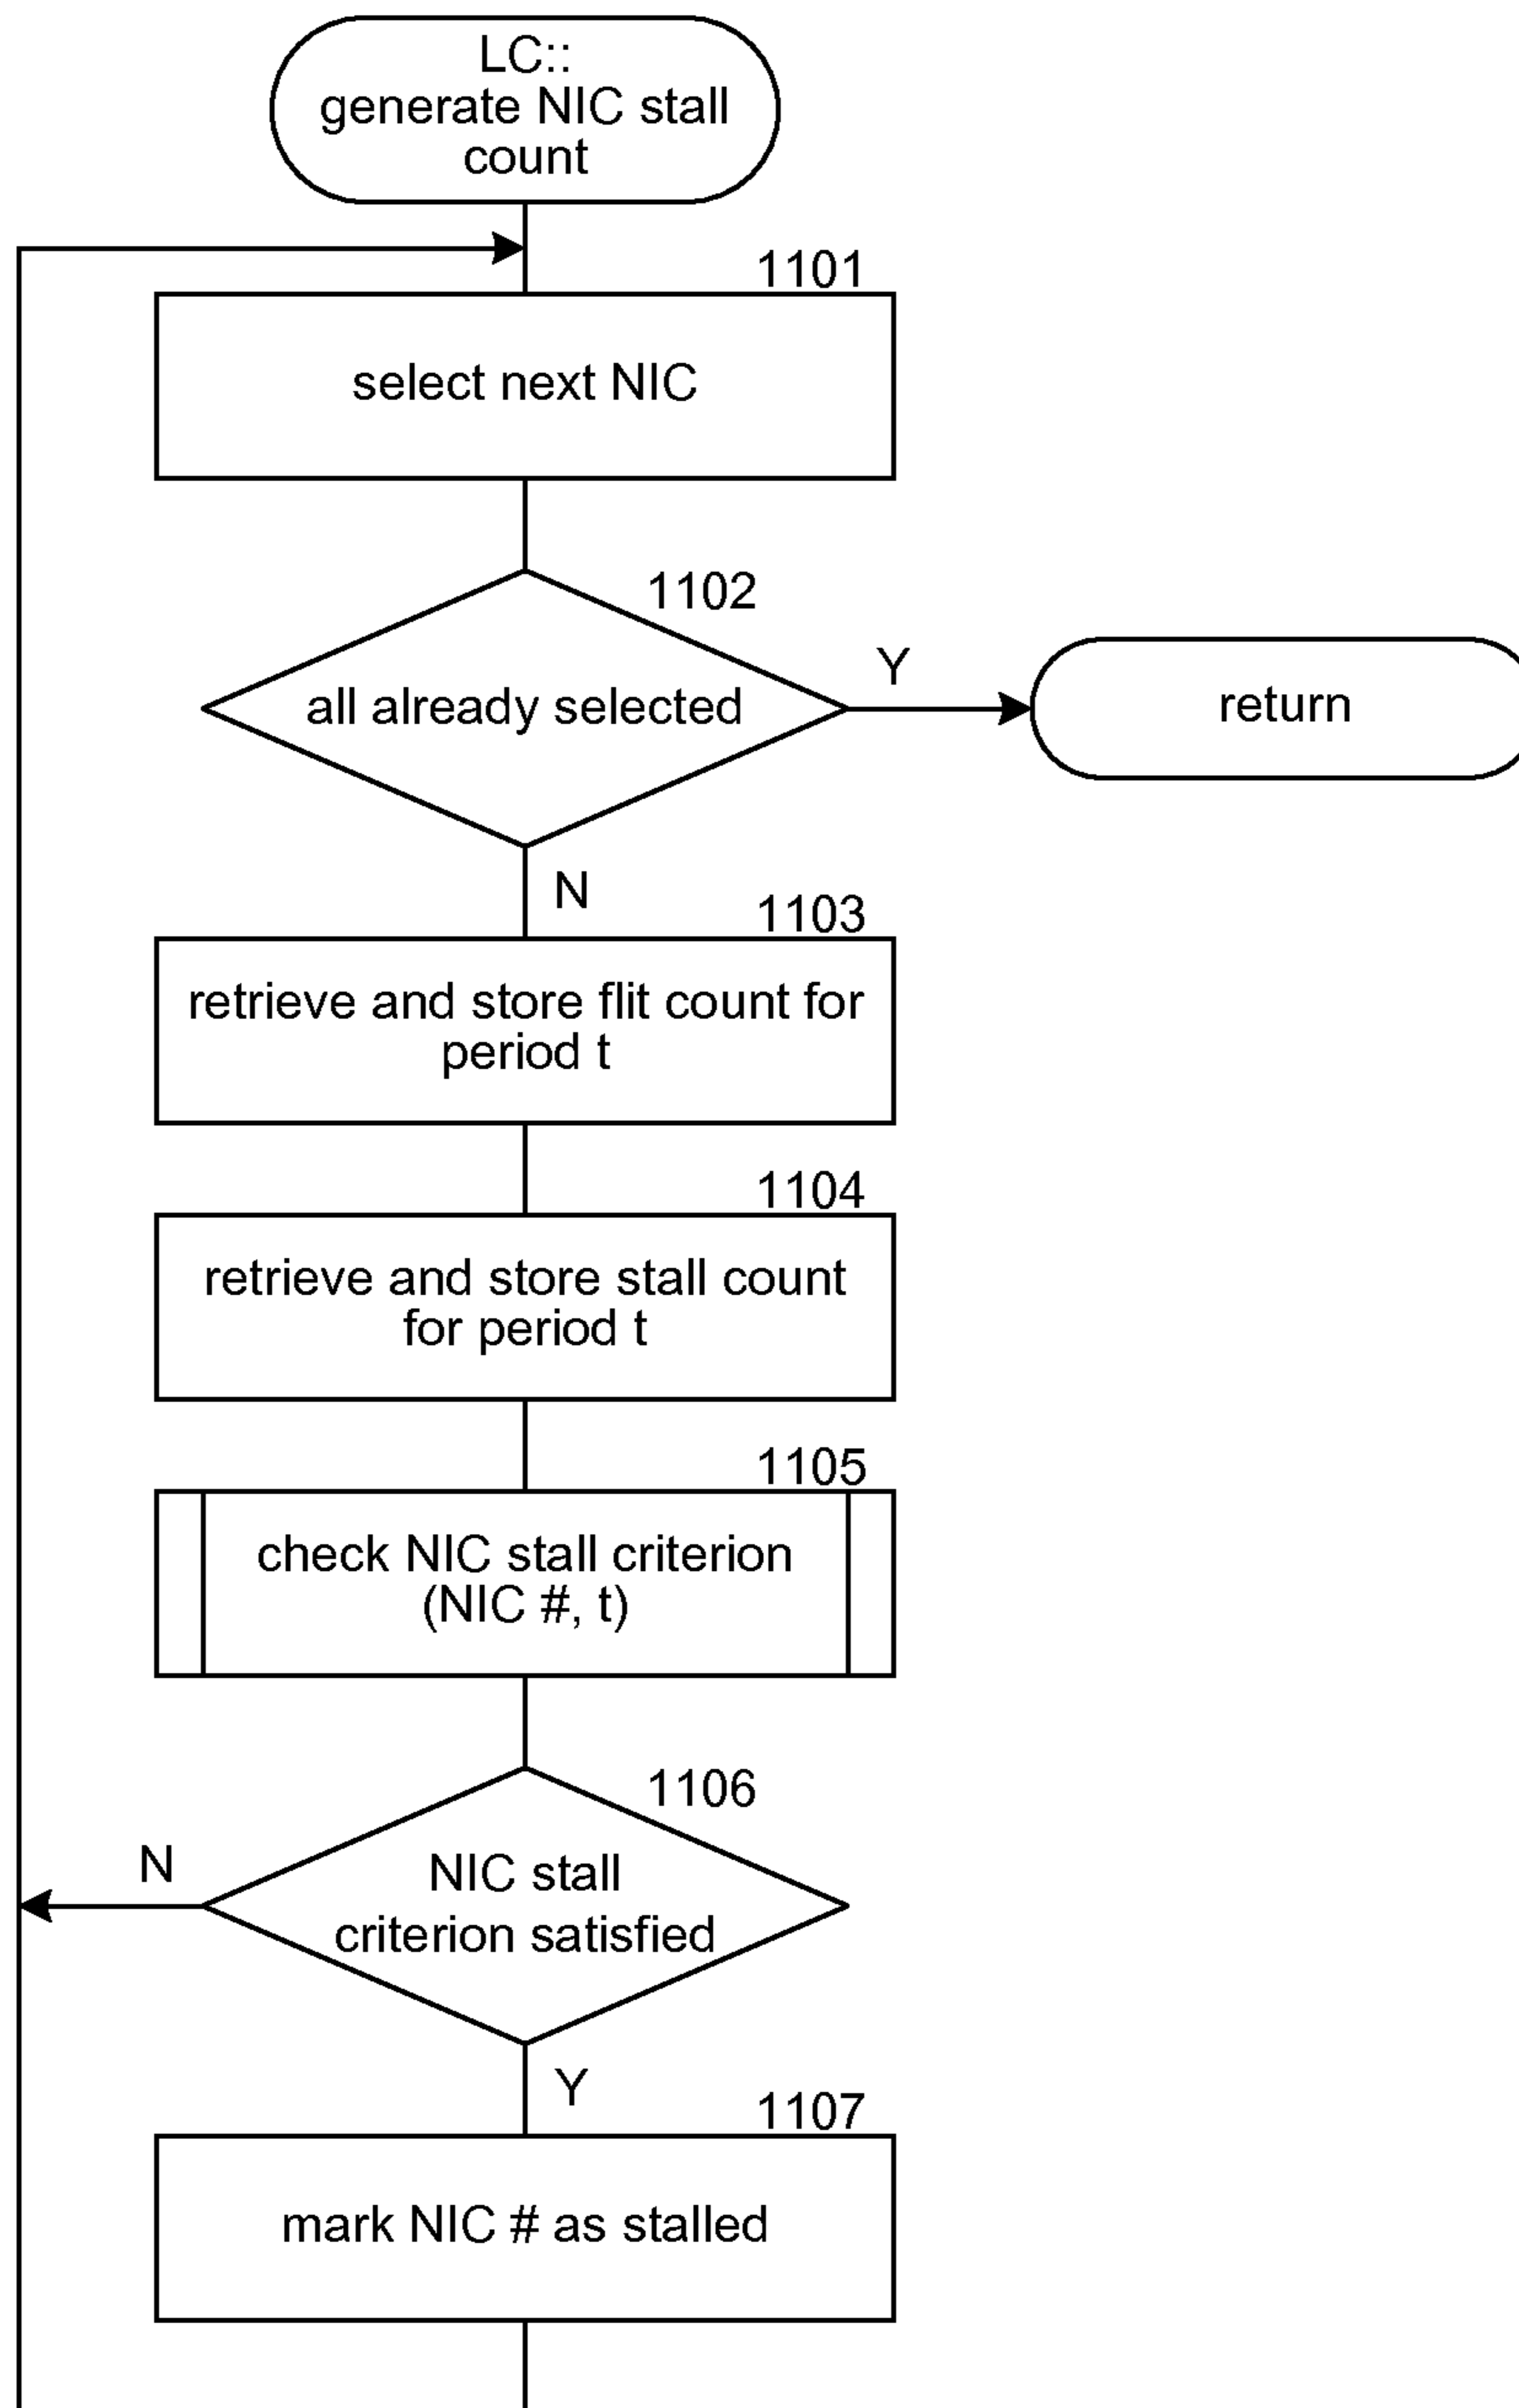 LC::
generate NIC stall
count
1101
select next NIC
1102
all already selected
Y
return
N
1103
retrieve and store flit count for
period t
1104
retrieve and store stall count
for period t
1105
check NIC stall criterion
(NIC #, t)
1106
N
NIC stall
criterion satisfied
Y
1107
mark NIC # as stalled